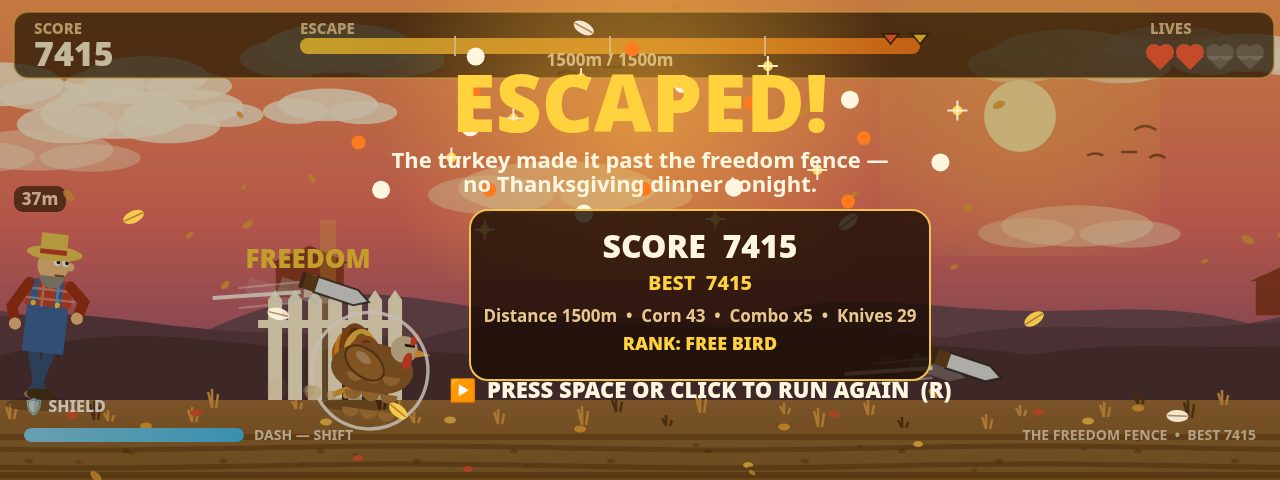 SCORE
7415
ESCAPE
1500m / 1500m
LIVES
ESCAPED!
The turkey made it past the freedom fence —
no Thanksgiving dinner tonight.
37m
FREEDOM
SCORE 7415
BEST 7415
Distance 1500m • Corn 43 • Combo x5 • Knives 29
RANK: FREE BIRD
PRESS SPACE OR CLICK TO RUN AGAIN (R)
SHIELD
DASH — SHIFT
THE FREEDOM FENCE • BEST 7415